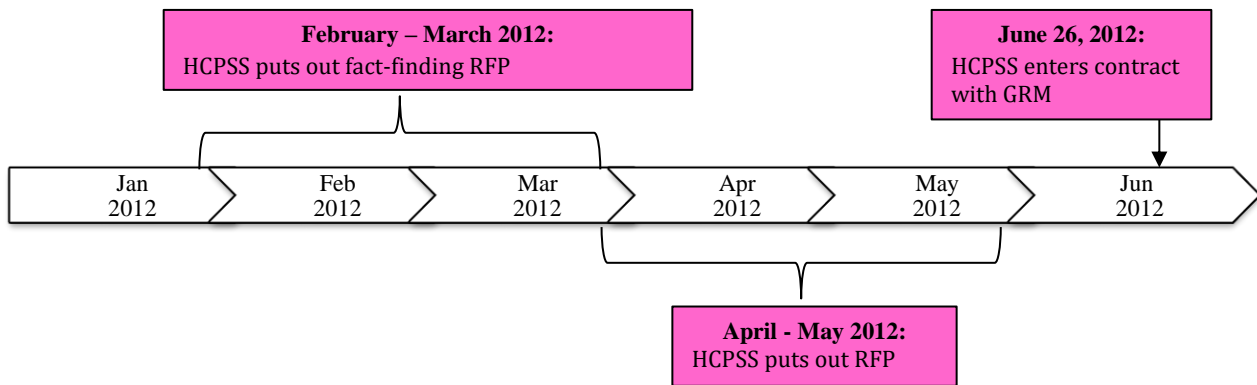 February – March 2012:
HCPSS puts out fact-finding RFP
June 26, 2012:
HCPSS enters contract
with GRM
Jan
2012
Feb
2012
Mar
2012
Apr
2012
May
2012
Jun
2012
April - May 2012:
HCPSS puts out RFP